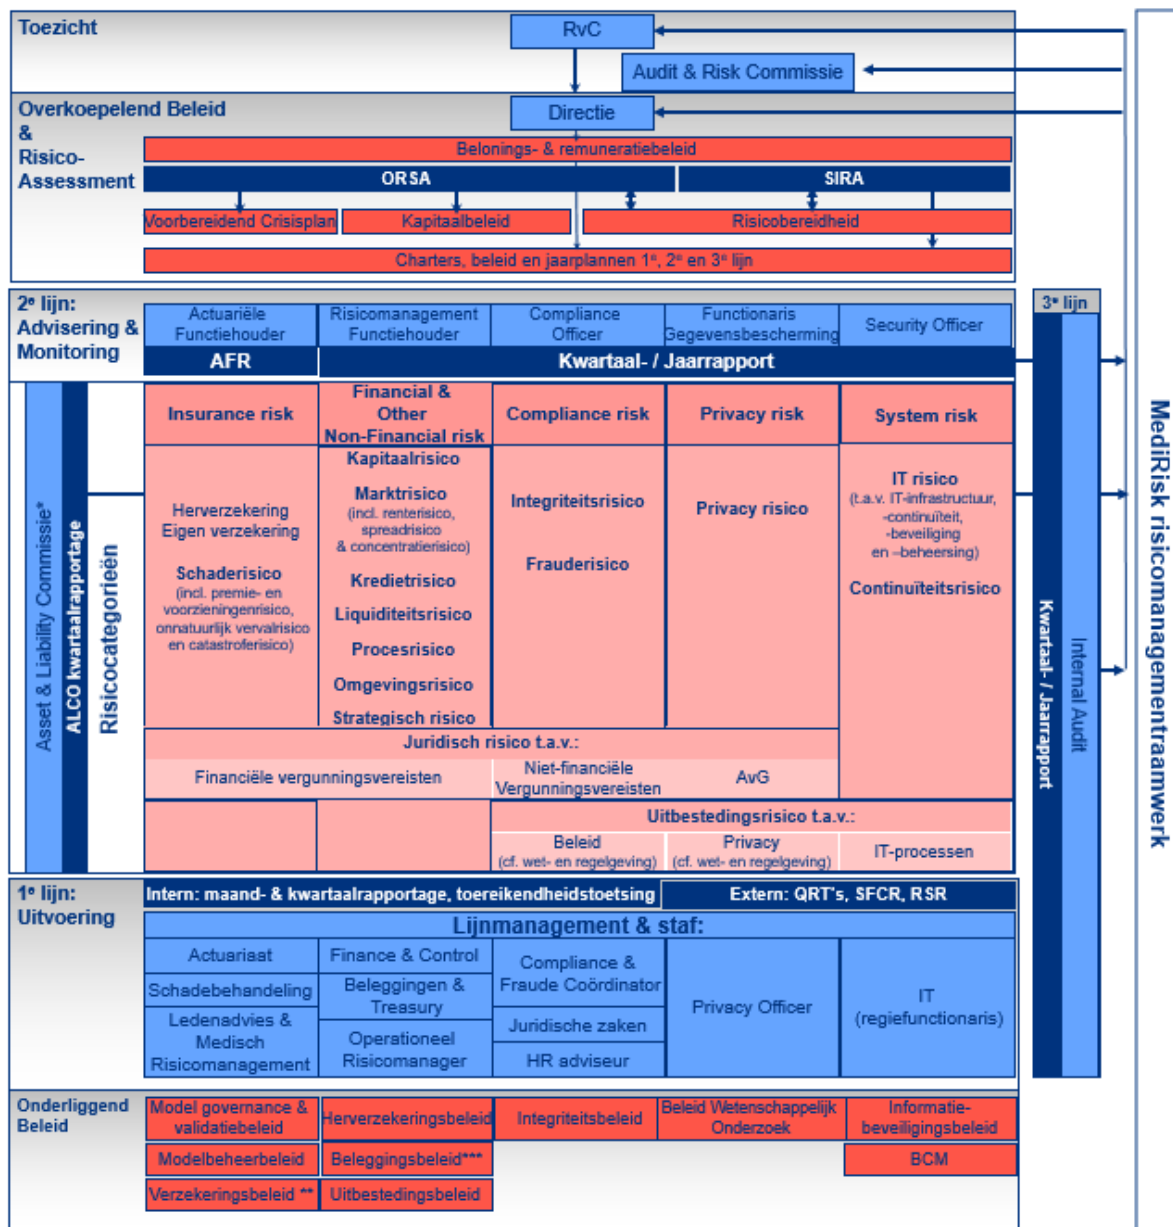 Toezicht
RvC
Audit & Risk Commissie
Overkoepelend Beleid
&
Risico-
Assessment
Directie
Belonings- & remuneratiebeleid
ORSA
SIRA
Voorbereidend Crisisplan
Kapitaalbeleid
Risicobereidheid
Charters, beleid en jaarplannen 1e, 2e en 3e lijn
2e lijn:
Advisering &
Monitoring
Actuariële
Functiehouder
Risicomanagement
Functiehouder
Compliance
Officer
Functionaris
Gegevensbescherming
Security Officer
AFR
Kwartaal- / Jaarrapport
3e lijn
Kwartaal- / Jaarrapport
Internal Audit
MediRisk risicomanagementraamwerk
Asset & Liability Commissie*
ALCO kwartaalrapportage
Risicocategorieën
Insurance risk
Financial &
Other
Non-Financial risk
Compliance risk
Privacy risk
System risk
Herverzekering
Eigen verzekering
Schaderisico
(incl. premie- en
voorzieningenrisico,
onnatuurlijk vervalrisico
en catastroferisico)
Kapitaalrisico
Marktrisico
(incl. renterisico,
spreadrisico
& concentratierisico)
Kredietrisico
Liquiditeitsrisico
Procesrisico
Omgevingsrisico
Strategisch risico
Integriteitsrisico
Frauderisico
Privacy risico
IT risico
(t.a.v. IT-infrastructuur,
-continuïteit,
-beveiliging
en –beheersing)
Continuïteitsrisico
Juridisch risico t.a.v.:
Financiële vergunningsvereisten
Niet-financiële
Vergunningsvereisten
AvG
Uitbestedingsrisico t.a.v.:
Beleid
(cf. wet- en regelgeving)
Privacy
(cf. wet- en regelgeving)
IT-processen
1e lijn:
Uitvoering
Intern: maand- & kwartaalrapportage, toereikendheidstoetsing
Extern: QRT's, SFCR, RSR
Lijnmanagement & staf:
Actuariaat
Schadebehandeling
Ledenadvies &
Medisch
Risicomanagement
Finance & Control
Beleggingen &
Treasury
Operationeel
Risicomanager
Compliance &
Fraude Coördinator
Juridische zaken
HR adviseur
Privacy Officer
IT
(regiefunctionaris)
Onderliggend
Beleid
Model governance &
validatiebeleid
Herverzekeringsbeleid
Integriteitsbeleid
Beleid Wetenschappelijk
Onderzoek
Informatie-
beveiligingsbeleid
Modelbeheerbeleid
Beleggingsbeleid***
BCM
Verzekeringsbeleid **
Uitbestedingsbeleid